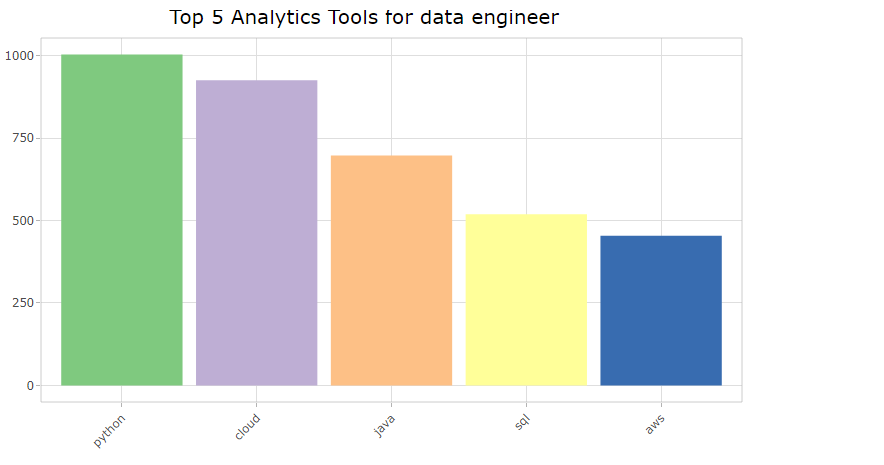 Top 5 Analytics Tools for data engineer
1000
750
500
250
0
python
cloud
java
sql
aws